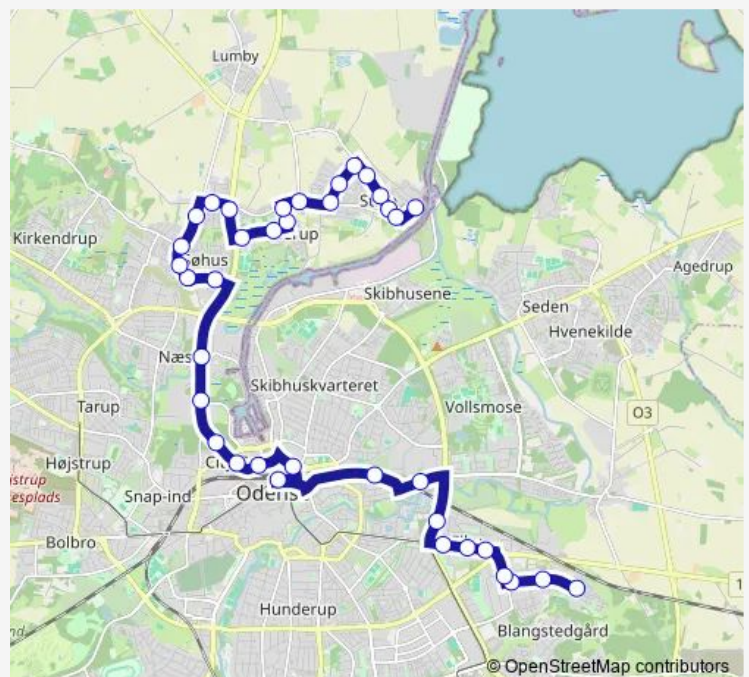 Lumby
Kirkendrup
Agedrup
Søhus
Skibhusene
Seden
Hvenekilde
Næs
Skibhuskvarteret
Tarup
Vollsmose
O3
Højstrup
Snap-ind
Odens
Bolbro
1
Hunderup
Blangstedgård
© OpenStreetMap contributors